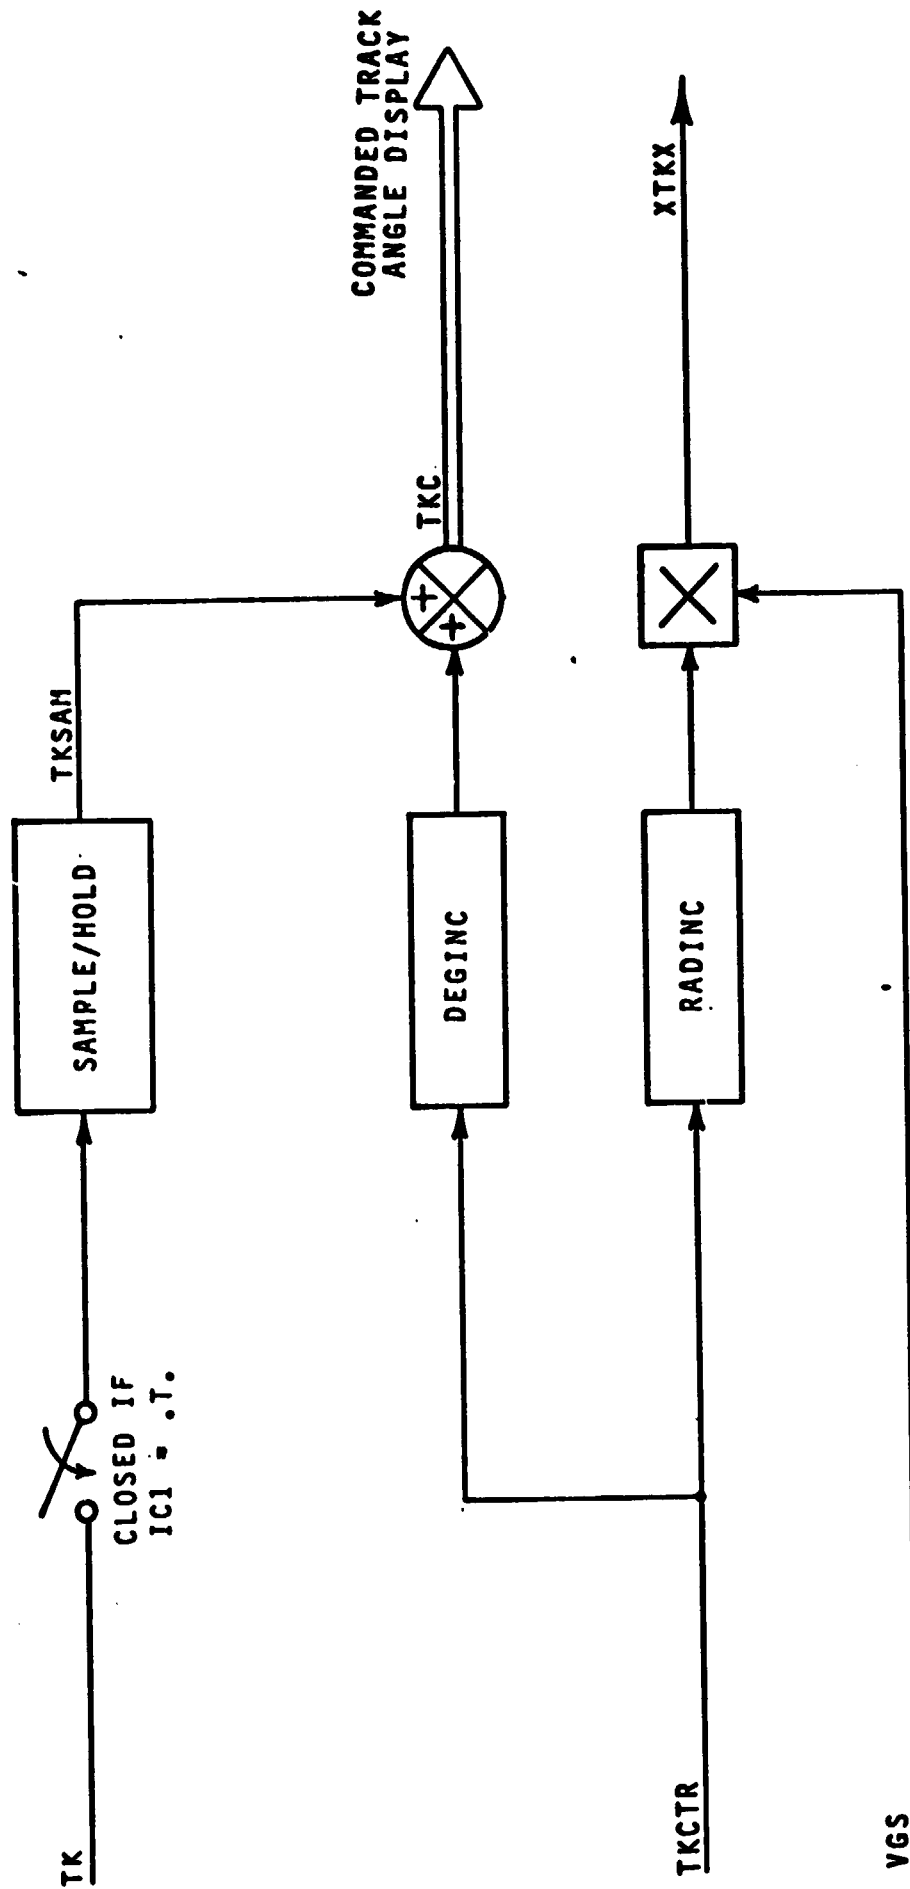 TK
CLOSED IF
IC1 = .T.
SAMPLE/HOLD
TKSAM
COMMANDED TRACK
ANGLE DISPLAY
TKC
+
+
DEGINC
TKCTR
RADINC
XTKX
VGS